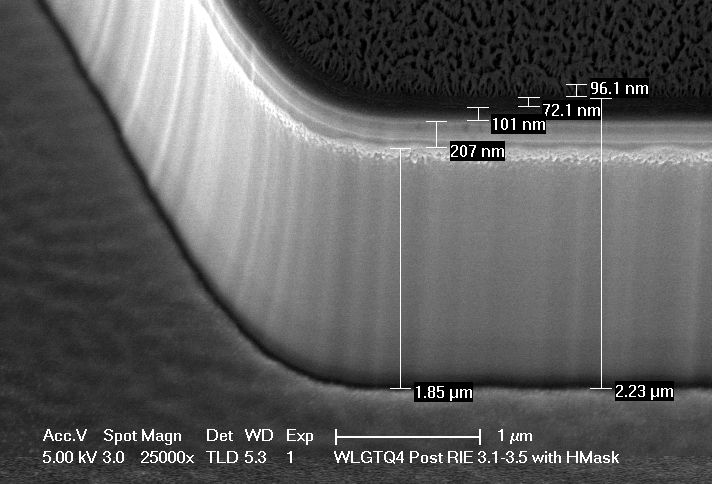 96.1 nm
72.1nm
101 nm
207 nm
1.85 µm
2.23 µm
Acc.V Spot Magn Det WD Exp 1 µm
5.00 kV 3.0 25000x TLD 5.3 1 WLGTQ4 Post RIE 3.1-3.5 with HMask